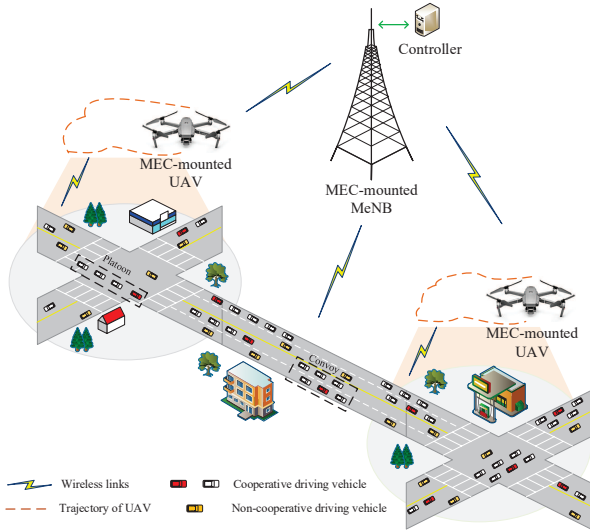 Controller
MEC-mounted
UAV
MEC-mounted
MeNB
Platoon
MEC-mounted
UAV
Convoy
Wireless links
Cooperative driving vehicle
Trajectory of UAV
Non-cooperative driving vehicle